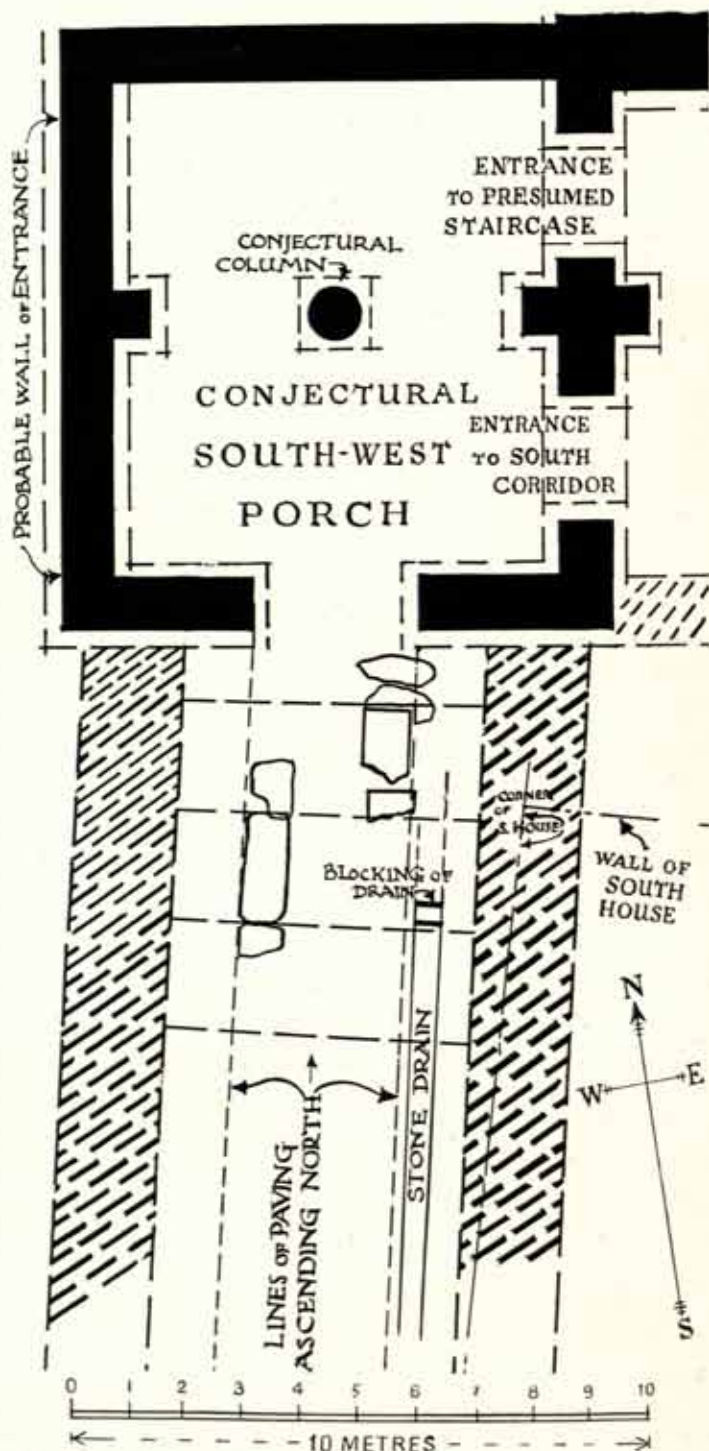 PROBABLE WALL OF ENTRANCE
ENTRANCE
TO PRESUMED
STAIRCASE
CONJECTURAL
COLUMN
CONJECTURAL
SOUTH-WEST
PORCH
ENTRANCE
TO SOUTH
CORRIDOR
CORNER
OF
S. HOUSE
WALL OF
SOUTH
HOUSE
BLOCKING OF
DRAIN
STONE DRAIN
LINES OF PAVING
ASCENDING NORTH
N
W E
S
0 1 2 3 4 5 6 7 8 9 10
10 METRES